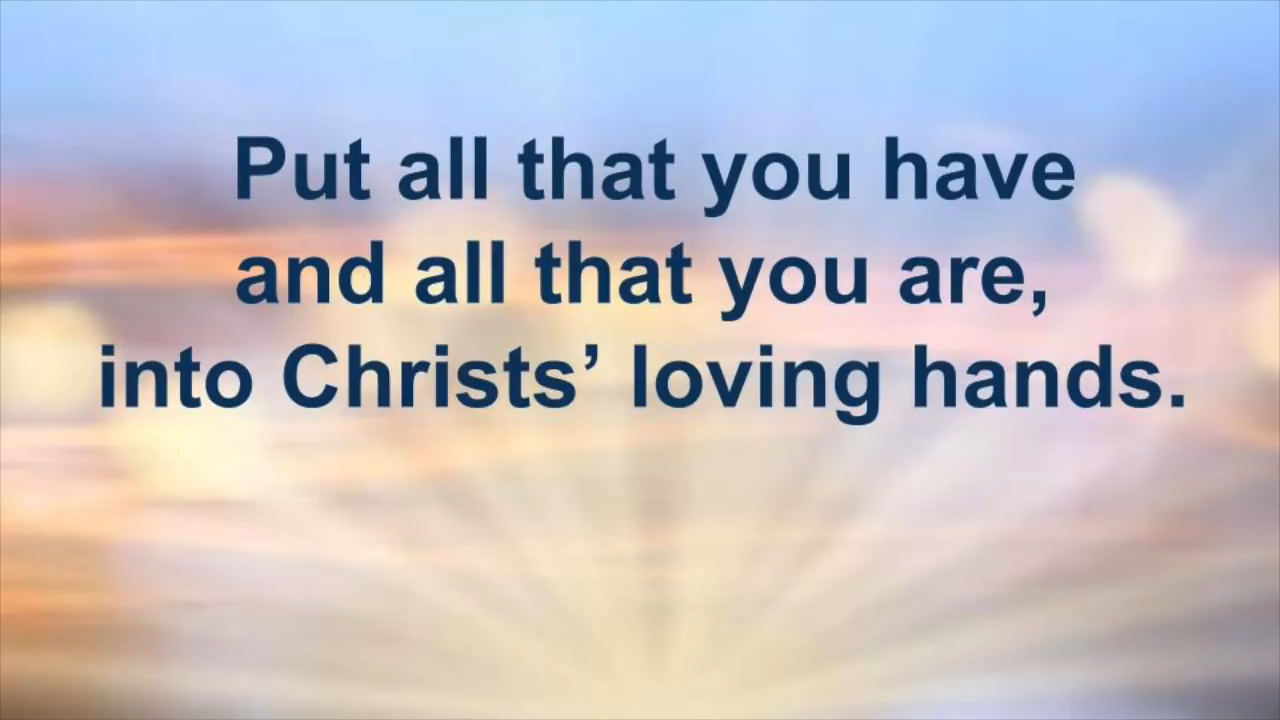 Put all that you have
and all that you are,
into Christs’ loving hands.